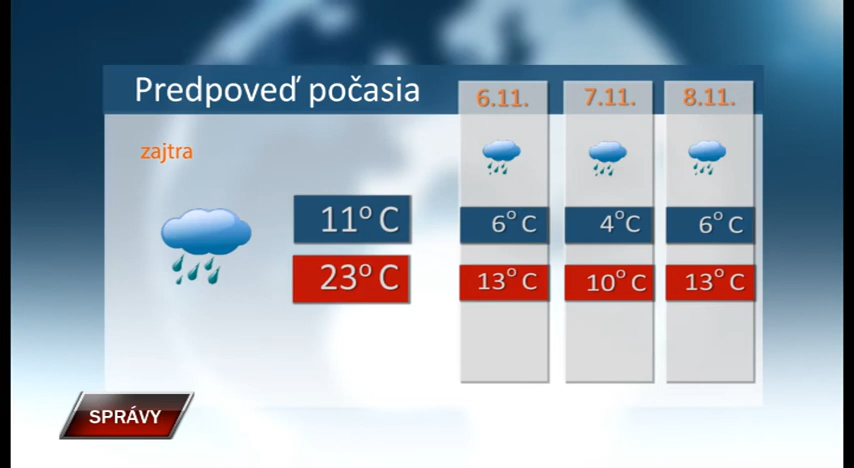 Predpoveď počasia
zajtra
11° C
23° C
6.11.
6° C
13° C
7.11.
4°C
10° C
8.11.
6° C
13° C
SPRÁVY